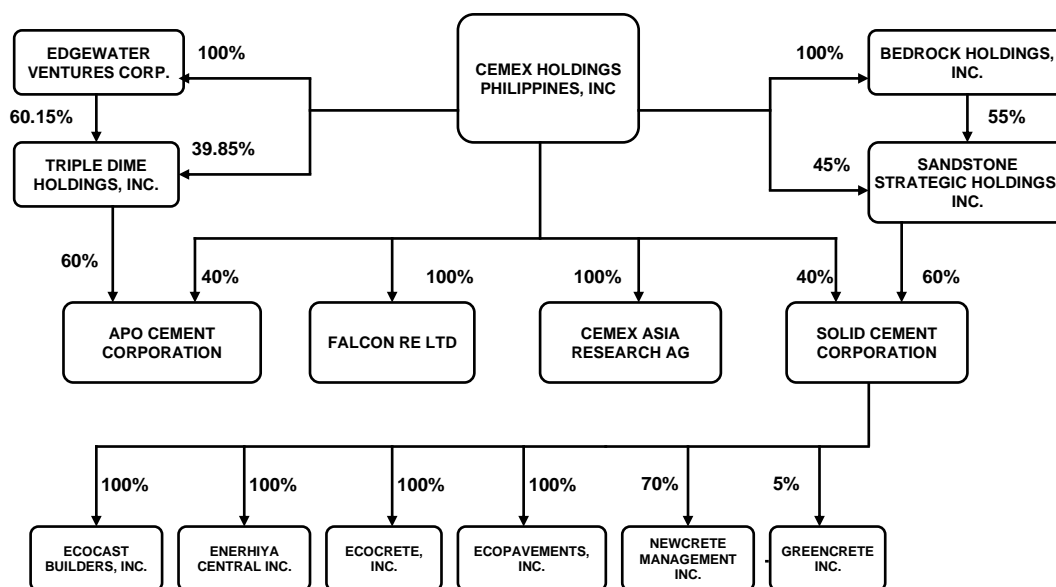 EDGEWATER
VENTURES CORP.
100%
CEMEX HOLDINGS
PHILIPPINES, INC
100%
BEDROCK HOLDINGS,
INC.
60.15%
55%
39.85%
45%
TRIPLE DIME
HOLDINGS, INC.
SANDSTONE
STRATEGIC HOLDINGS
INC.
60%
40%
100%
100%
40%
60%
APO CEMENT
CORPORATION
FALCON RE LTD
CEMEX ASIA
RESEARCH AG
SOLID CEMENT
CORPORATION
100%
100%
100%
100%
70%
5%
ECOCAST
BUILDERS, INC.
ENERHIYA
CENTRAL INC.
ECOCRETE,
INC.
ECOPAVEMENTS,
INC.
NEWCRETE
MANAGEMENT
INC.
GREENCRETE
INC.